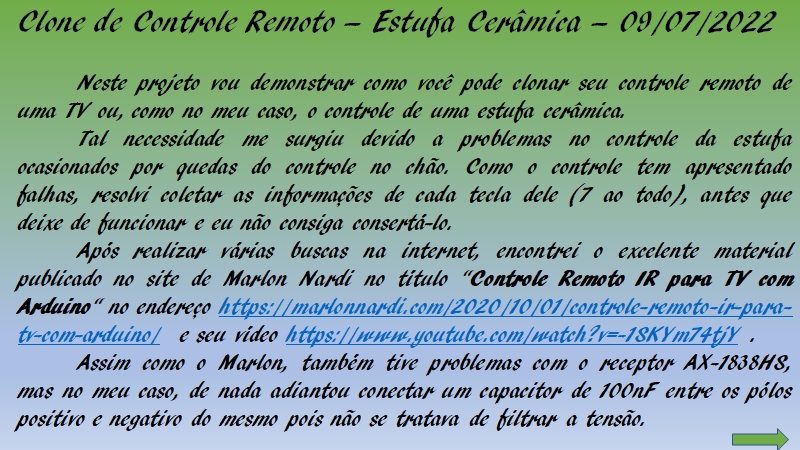 Clone de Controle Remoto – Estufa Cerâmica – 09/07/2022
Neste projeto vou demonstrar como você pode clonar seu controle remoto de
uma TV ou, como no meu caso, o controle de uma estufa cerâmica.
Tal necessidade me surgiu devido a problemas no controle da estufa
ocasionados por quedas do controle no chão. Como o controle tem apresentado
falhas, resolvi coletar as informações de cada tecla dele (7 ao todo), antes que
deixe de funcionar e eu não consiga consertá-lo.
Após realizar várias buscas na internet, encontrei o excelente material
publicado no site de Marlon Nardi no título “Controle Remoto IR para TV com
Arduino“ no endereço https://marlonnardi.com/2020/10/01/controle-remoto-ir-para-
tv-com-arduino/ e seu vídeo https://www.youtube.com/watch?v=-1SKYm74tjY .
Assim como o Marlon, também tive problemas com o receptor AX-1838HS,
mas no meu caso, de nada adiantou conectar um capacitor de 100nF entre os pólos
positivo e negativo do mesmo pois não se tratava de filtrar a tensão.